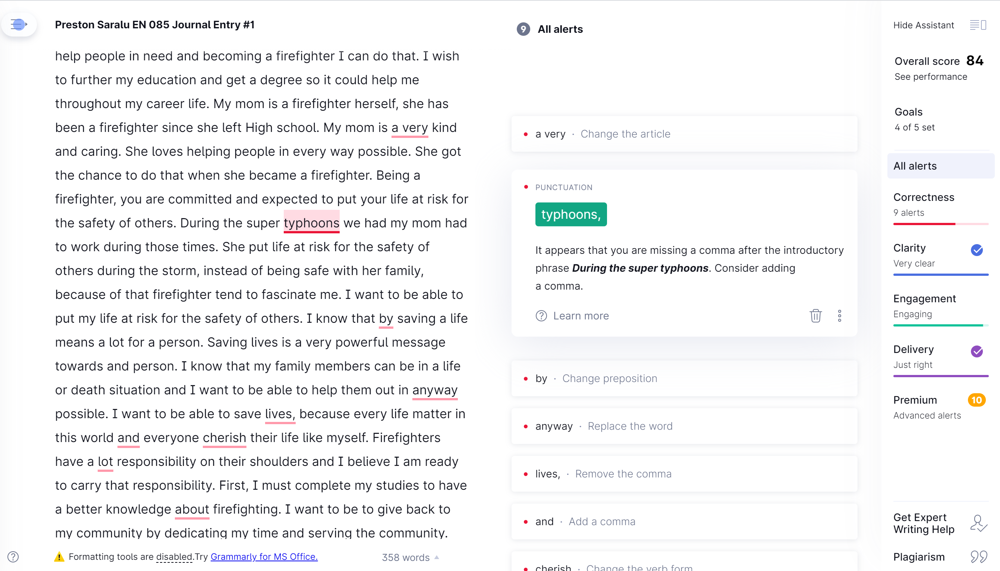 Preston Saralu EN 085 Journal Entry #1
help people in need and becoming a firefighter I can do that. I wish
to further my education and get a degree so it could help me
throughout my career life. My mom is a firefighter herself, she has
been a firefighter since she left High school. My mom is a very kind
and caring. She loves helping people in every way possible. She got
the chance to do that when she became a firefighter. Being a
firefighter, you are committed and expected to put your life at risk for
the safety of others. During the super typhoons we had my mom had
to work during those times. She put life at risk for the safety of
others during the storm, instead of being safe with her family,
because of that firefighter tend to fascinate me. I want to be able to
put my life at risk for the safety of others. I know that by saving a life
means a lot for a person. Saving lives is a very powerful message
towards and person. I know that my family members can be in a life
or death situation and I want to be able to help them out in anyway
possible. I want to be able to save lives, because every life matter in
this world and everyone cherish their life like myself. Firefighters
have a lot responsibility on their shoulders and I believe I am ready
to carry that responsibility. First, I must complete my studies to have
a better knowledge about firefighting. I want to be to give back to
my community by dedicating my time and serving the community.
Formatting tools are disabled.Try Grammarly for MS Office.
358 words
9 All alerts
a very · Change the article
PUNCTUATION
typhoons,
It appears that you are missing a comma after the introductory
phrase During the super typhoons. Consider adding
a comma.
Learn more
by · Change preposition
anyway · Replace the word
lives, · Remove the comma
and · Add a comma
cherish · Change the verb form
Hide Assistant
Overall score 84
See performance
Goals
4 of 5 set
All alerts
Correctness
9 alerts
Clarity
Very clear
Engagement
Engaging
Delivery
Just right
Premium 10
Advanced alerts
Get Expert
Writing Help
Plagiarism